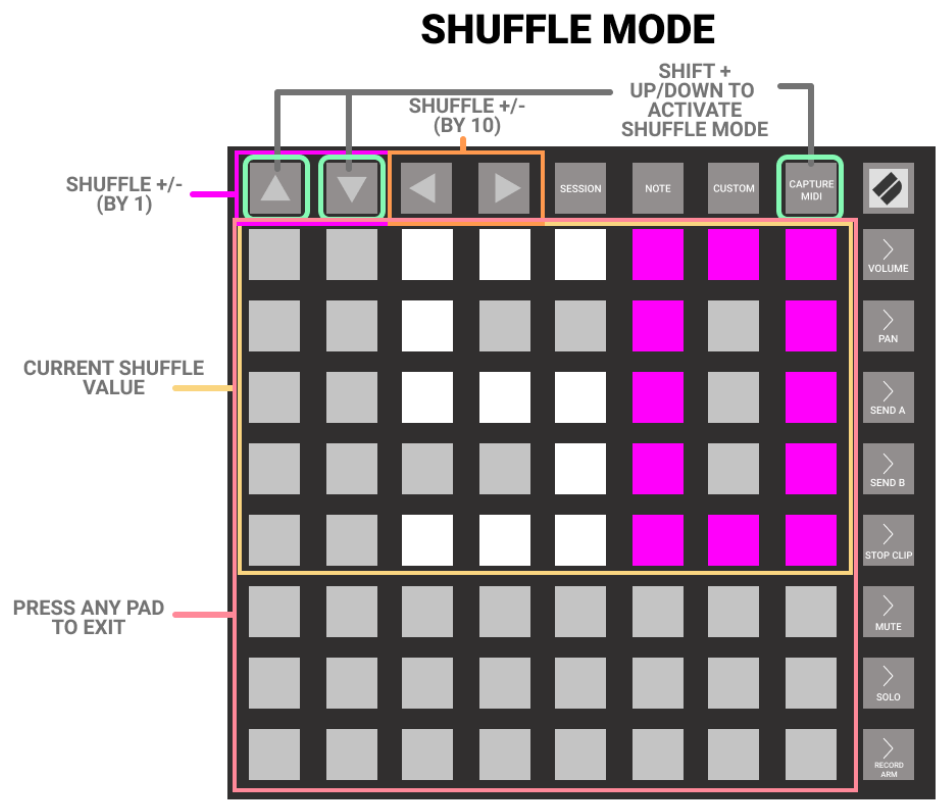 SHUFFLE MODE
SHIFT +
UP/DOWN TO
ACTIVATE
SHUFFLE MODE
SHUFFLE +/-
(BY 10)
SHUFFLE +/-
(BY 1)
SESSION
NOTE
CUSTOM
CAPTURE
MIDI
VOLUME
PAN
CURRENT SHUFFLE
VALUE
SEND A
SEND B
STOP CLIP
PRESS ANY PAD
TO EXIT
MUTE
SOLO
RECORD
ARM